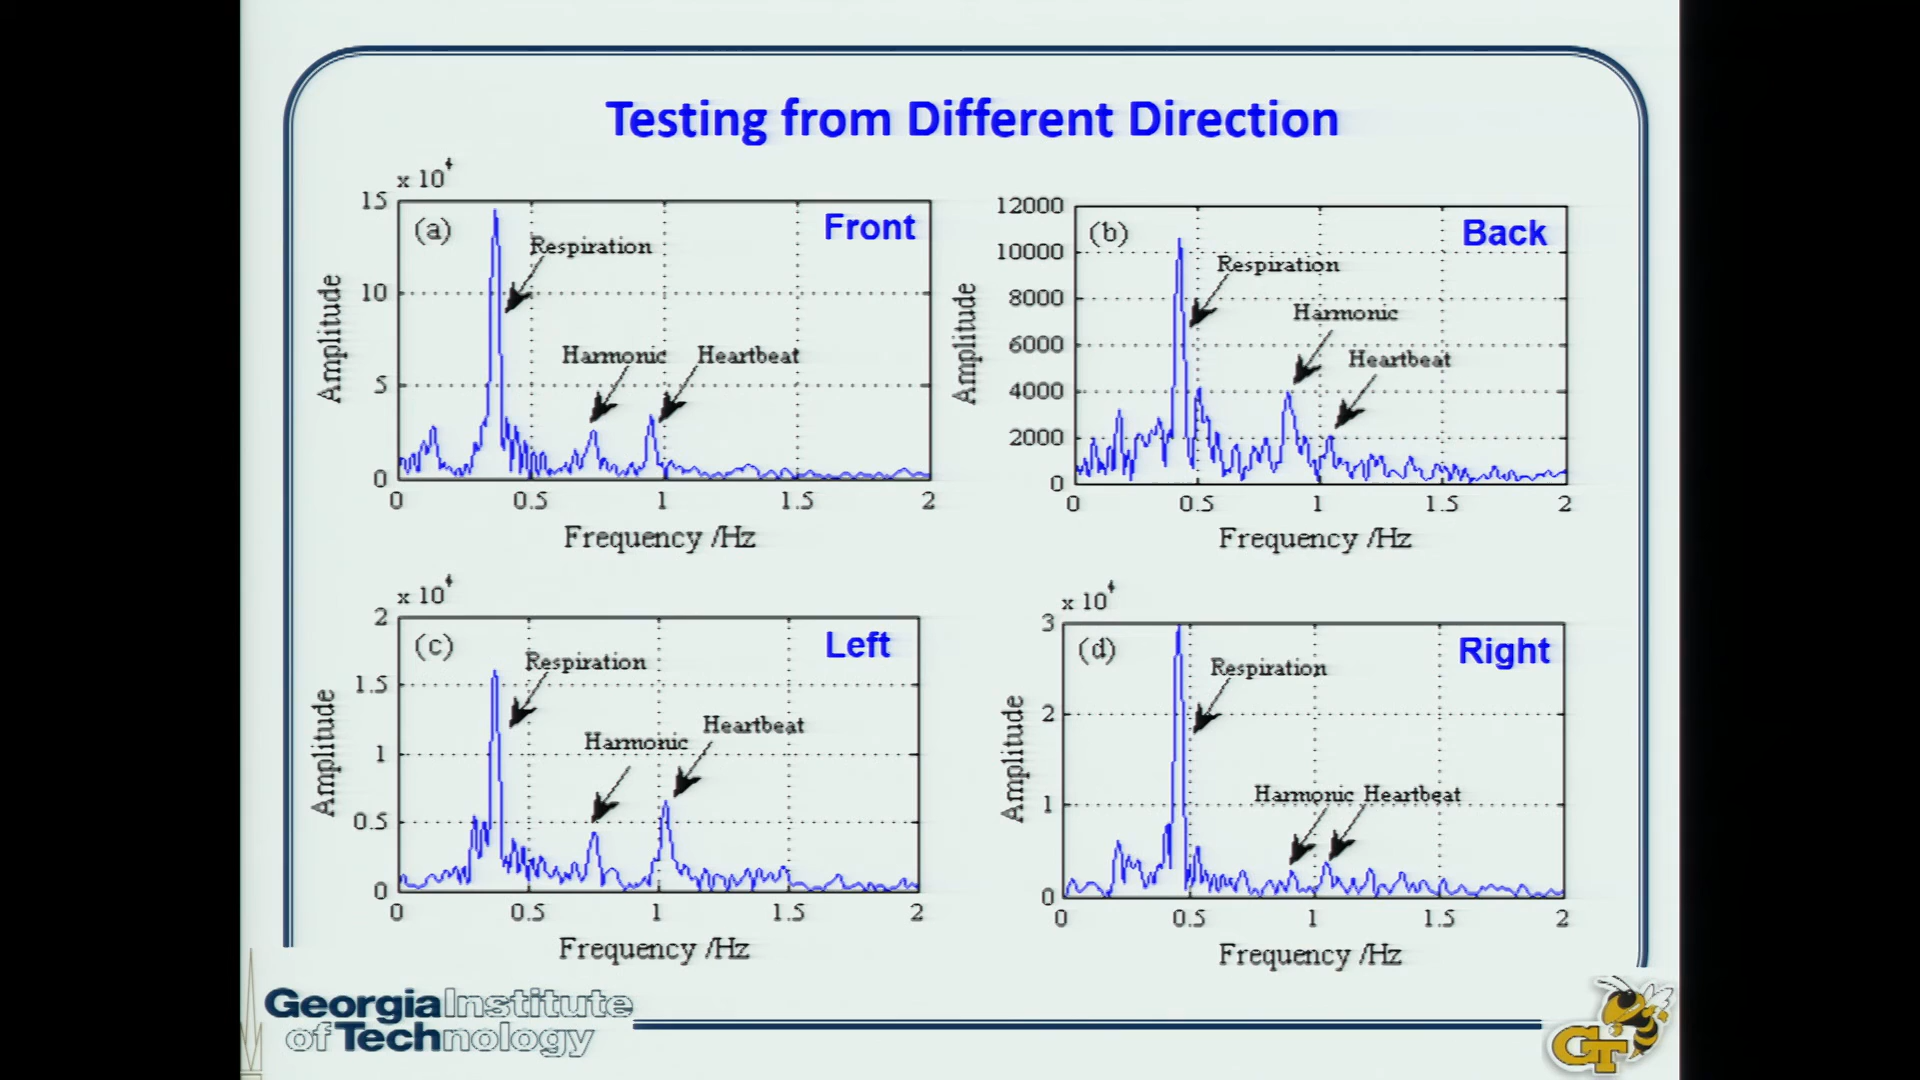 Testing from Different Direction
x 10⁴
15
10
5
0
(a)
Front
Respiration
Harmonic
Heartbeat
Amplitude
0
0.5
1
1.5
2
Frequency /Hz
12000
10000
8000
6000
4000
2000
0
(b)
Back
Respiration
Harmonic
Heartbeat
Amplitude
0
0.5
1
1.5
2
Frequency /Hz
x 10⁴
2
1.5
1
0.5
0
(c)
Left
Respiration
Harmonic
Heartbeat
Amplitude
0
0.5
1
1.5
2
Frequency /Hz
x 10⁴
3
2
1
0
(d)
Right
Respiration
Harmonic
Heartbeat
Amplitude
0
0.5
1
1.5
2
Frequency /Hz
Georgia Institute
of Technology
GT